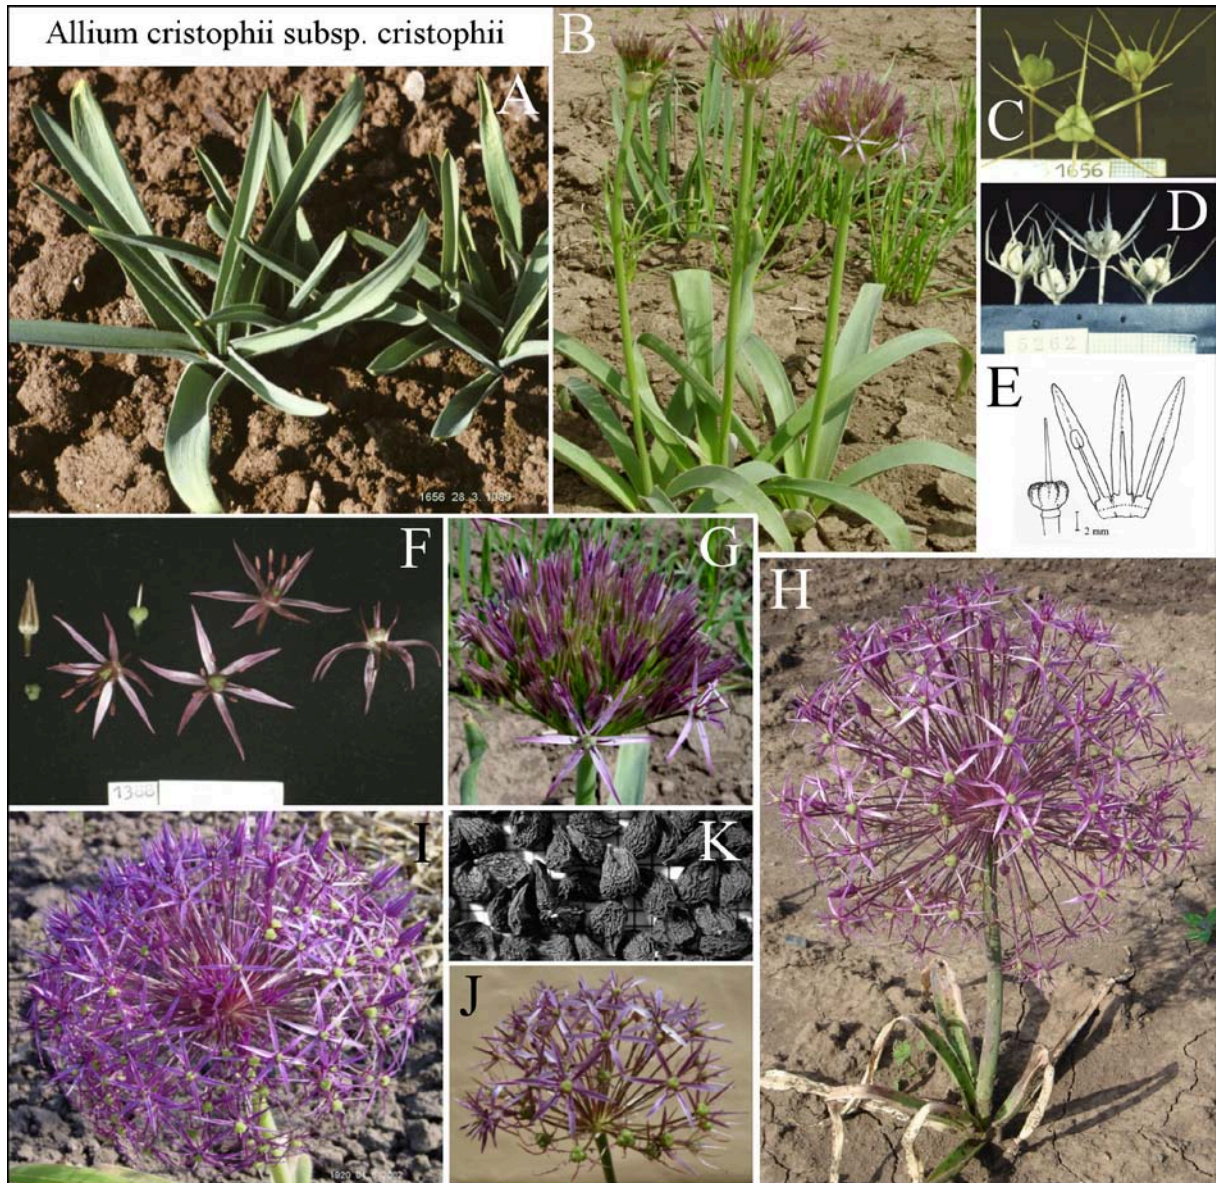 Allium cristophii subsp. cristophii
A
1656 28.3.1989
B
C
1656
D
5262
E
2 mm
F
1388
G
H
I
K
J